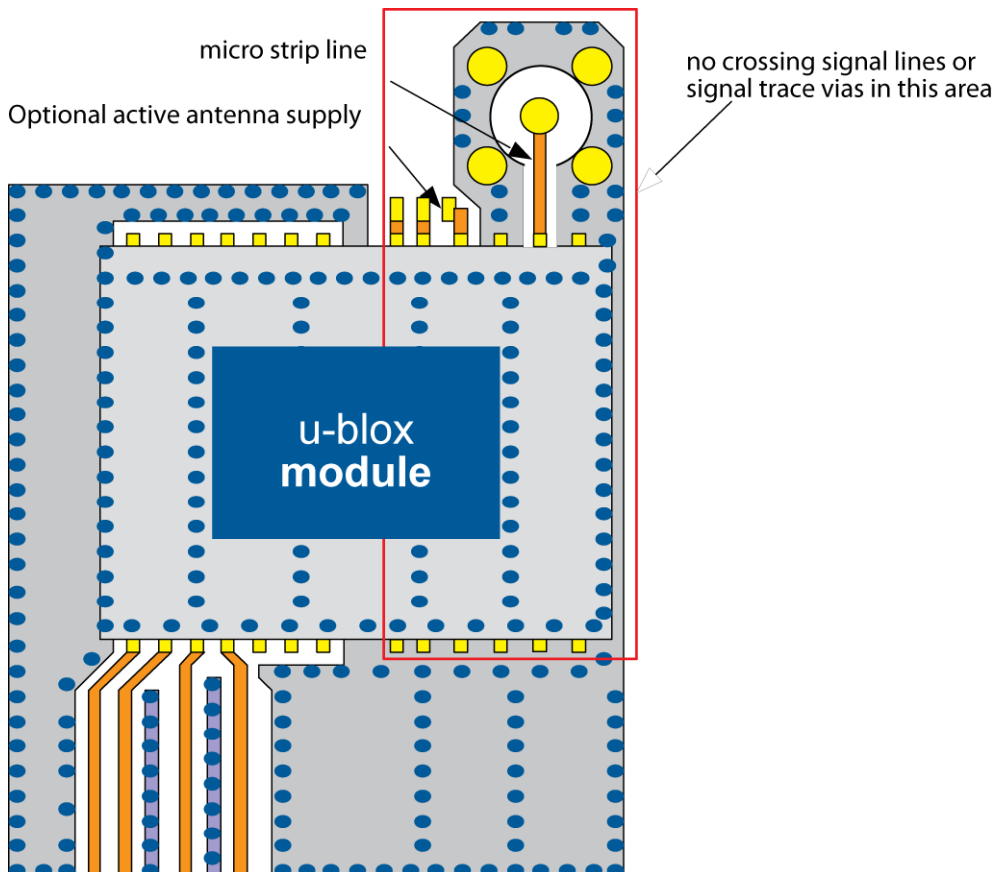 micro strip line
Optional active antenna supply
no crossing signal lines or
signal trace vias in this area
u-blox
module